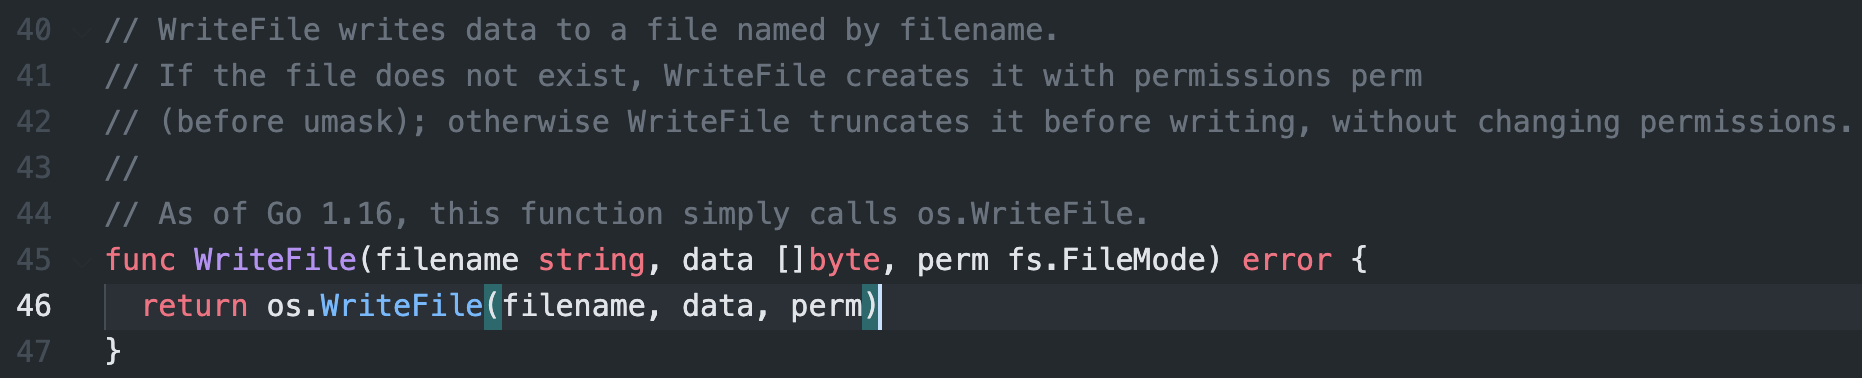 40 // WriteFile writes data to a file named by filename.
41 // If the file does not exist, WriteFile creates it with permissions perm
42 // (before umask); otherwise WriteFile truncates it before writing, without changing permissions.
43 //
44 // As of Go 1.16, this function simply calls os.WriteFile.
45 func WriteFile(filename string, data []byte, perm fs.FileMode) error {
46   return os.WriteFile(filename, data, perm)
47 }